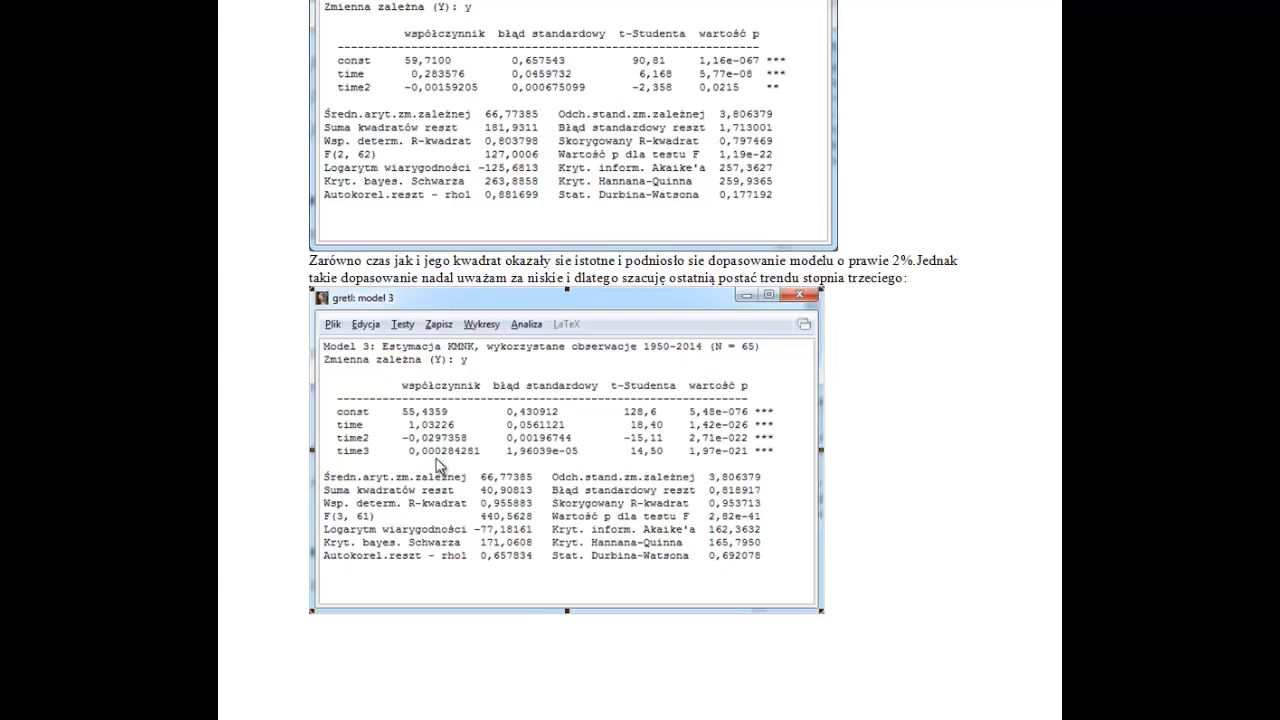 Zmienna zależna (Y): y
współczynnik błąd standardowy t-Studenta wartość p
const 59,7100 0,657543 90,81 1,16e-067 ***
time 0,283576 0,0459732 6,168 5,77e-08 ***
time2 -0,00159205 0,000675099 -2,358 0,0215 **
Średn.aryt.zm.zależnej 66,77385 Odch.stand.zm.zależnej 3,806379
Suma kwadratów reszt 181,9311 Błąd standardowy reszt 1,713001
Wsp. determ. R-kwadrat 0,803798 Skorygowany R-kwadrat 0,797469
F(2, 62) 127,0006 Wartość p dla testu F 1,19e-22
Logarytm wiarygodności -125,6813 Kryt. inform. Akaike'a 257,3627
Kryt. bayes. Schwarza 263,8858 Kryt. Hannana-Quinna 259,9365
Autokorel.reszt - rho1 0,881699 Stat. Durbina-Watsona 0,177192
Zarówno czas jak i jego kwadrat okazały sie istotne i podniosło sie dopasowanie modelu o prawie 2%.Jednak
takie dopasowanie nadal uważam za niskie i dlatego szacuję ostatnią postać trendu stopnia trzeciego:
gretl: model 3
Plik Edycja Testy Zapisz Wykresy Analiza LaTeX
Model 3: Estymacja KMNK, wykorzystane obserwacje 1950-2014 (N = 65)
Zmienna zależna (Y): y
współczynnik błąd standardowy t-Studenta wartość p
const 55,4359 0,430912 128,6 5,48e-076 ***
time 1,03226 0,0561121 18,40 1,42e-026 ***
time2 -0,0297358 0,00196744 -15,11 2,71e-022 ***
time3 0,000284281 1,96039e-05 14,50 1,97e-021 ***
Średn.aryt.zm.zależnej 66,77385 Odch.stand.zm.zależnej 3,806379
Suma kwadratów reszt 40,90813 Błąd standardowy reszt 0,818917
Wsp. determ. R-kwadrat 0,955883 Skorygowany R-kwadrat 0,953713
F(3, 61) 440,5628 Wartość p dla testu F 2,82e-41
Logarytm wiarygodności -77,18161 Kryt. inform. Akaike'a 162,3632
Kryt. bayes. Schwarza 171,0608 Kryt. Hannana-Quinna 165,7950
Autokorel.reszt - rho1 0,657834 Stat. Durbina-Watsona 0,692078